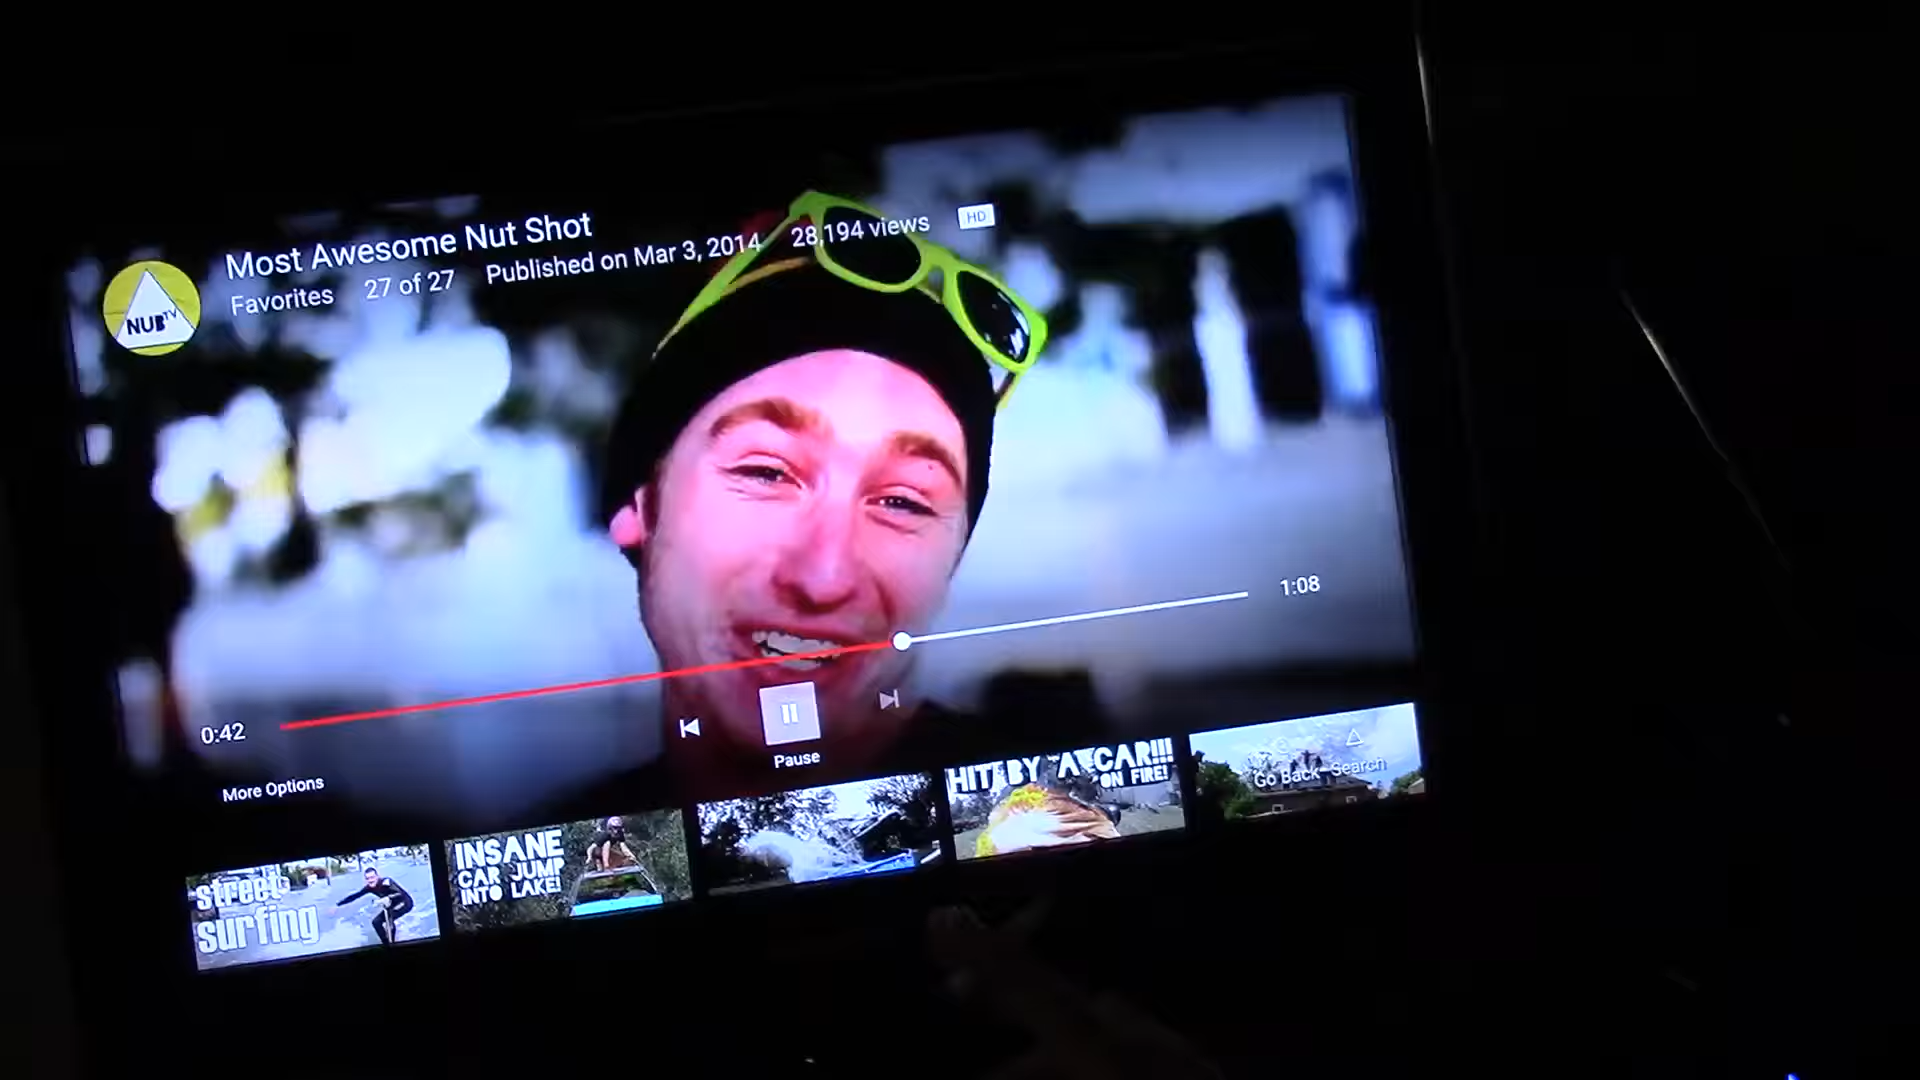 Most Awesome Nut Shot
Favorites 27 of 27 Published on Mar 3, 2014 28,194 views HD
NUB TV
1:08
0:42
Pause
More Options
Go Back Search
street
surfing
INSANE
CAR JUMP
INTO LAKE!
HIT BY A CAR!!!
ON FIRE!